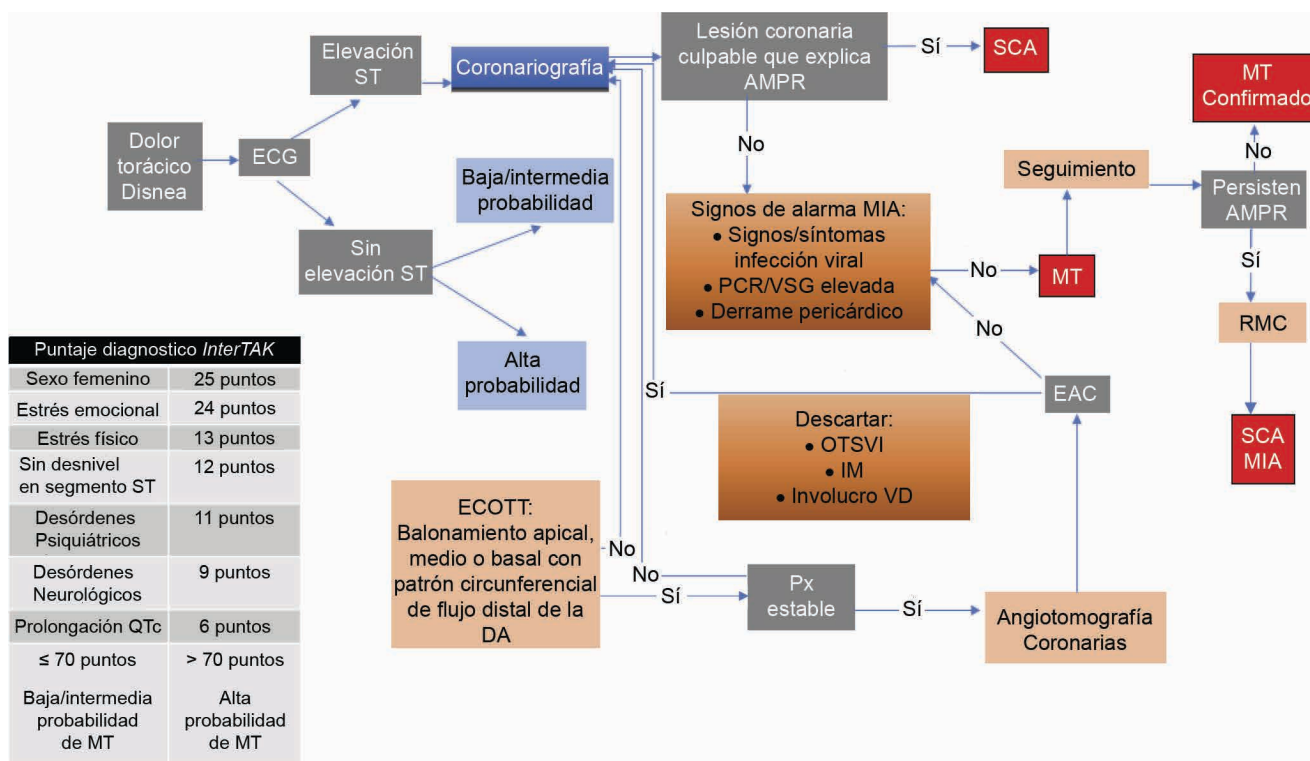 Elevación
ST
Coronariografía
Lesión coronaria
culpable que explica
AMPR
Sí
SCA
MT
Confirmado
Dolor
torácico
Disnea
ECG
No
No
Baja/intermedia
probabilidad
Seguimiento
Persisten
AMPR
Sin
elevación ST
Signos de alarma MIA:
● Signos/síntomas
infección viral
● PCR/VSG elevada
● Derrame pericárdico
No
MT
Sí
RMC
No
Alta
probabilidad
Sí
EAC
SCA
MIA
Descartar:
● OTSVI
● IM
● Involucro VD
ECOTT:
Balonamiento apical,
medio o basal con
patrón circunferencial
de flujo distal de la
DA
No
No
Sí
Px
estable
Sí
Angiotomografía
Coronarias
Puntaje diagnostico InterTAK
Sexo femenino 25 puntos
Estrés emocional 24 puntos
Estrés físico 13 puntos
Sin desnivel
en segmento ST 12 puntos
Desórdenes
Psiquiátricos 11 puntos
Desórdenes
Neurológicos 9 puntos
Prolongación QTc 6 puntos
≤ 70 puntos > 70 puntos
Baja/intermedia
probabilidad
de MT
Alta
probabilidad
de MT